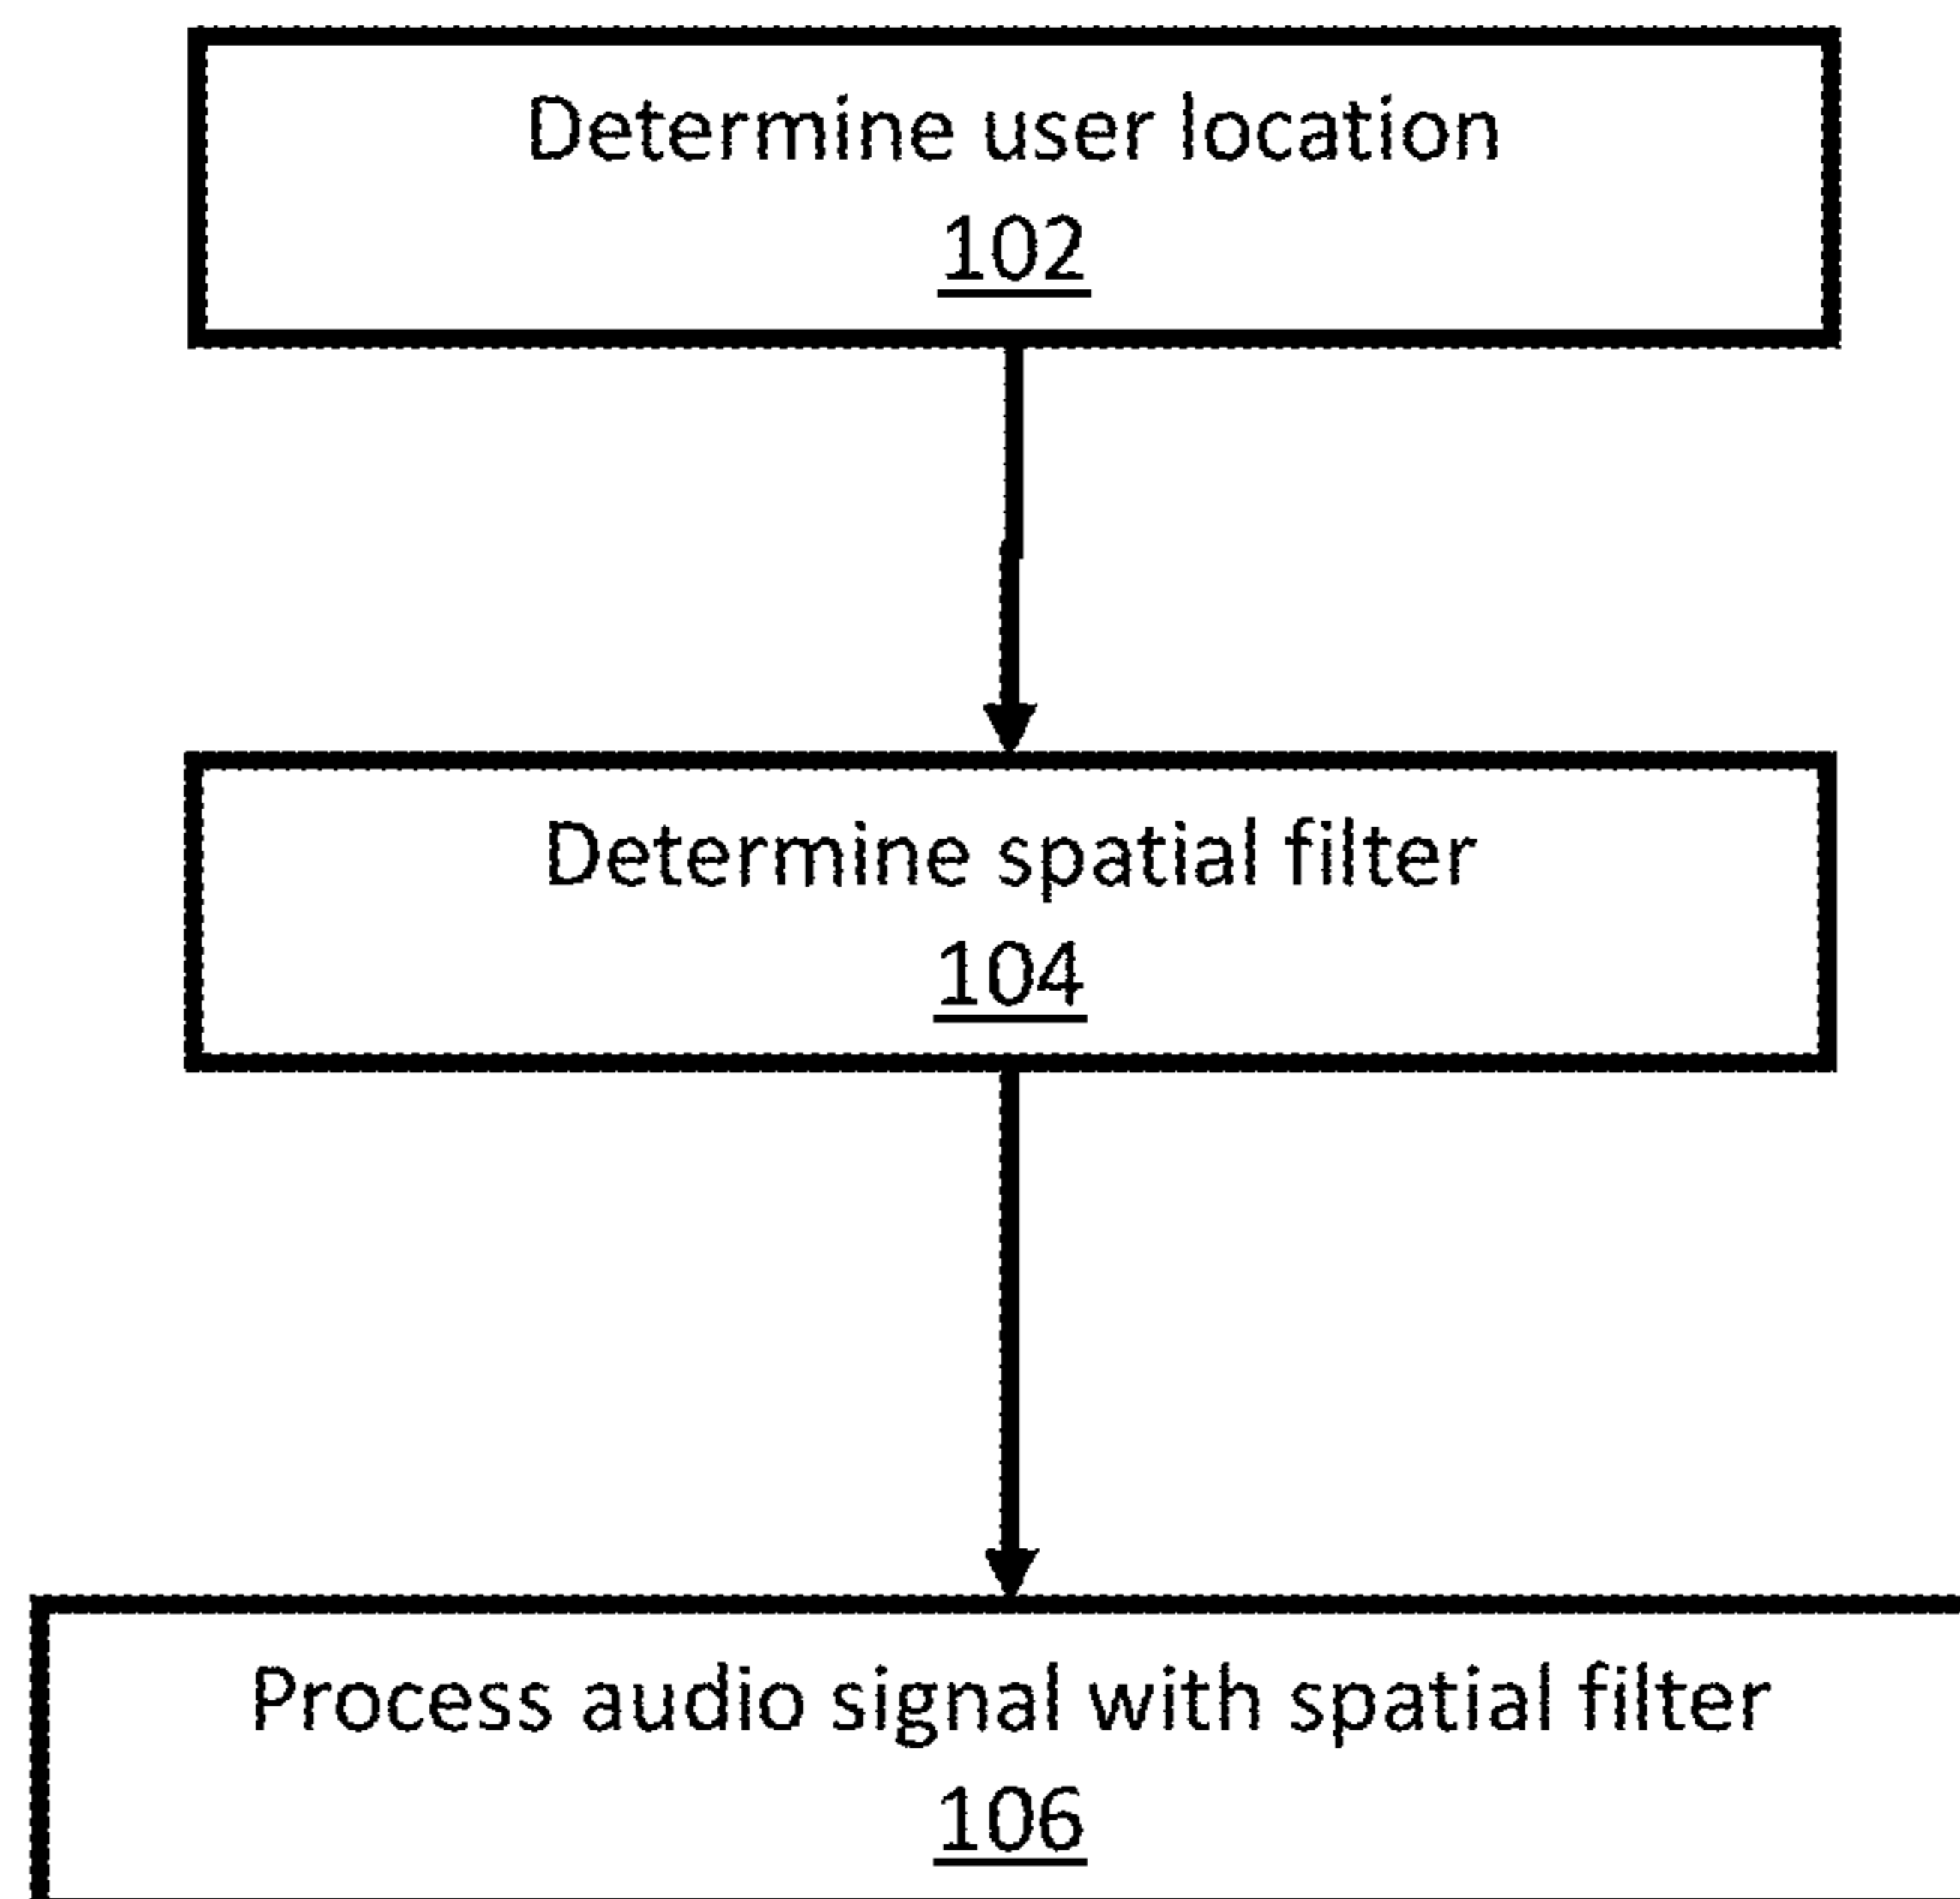 Determine user location
102
Determine spatial filter
104
Process audio signal with spatial filter
106